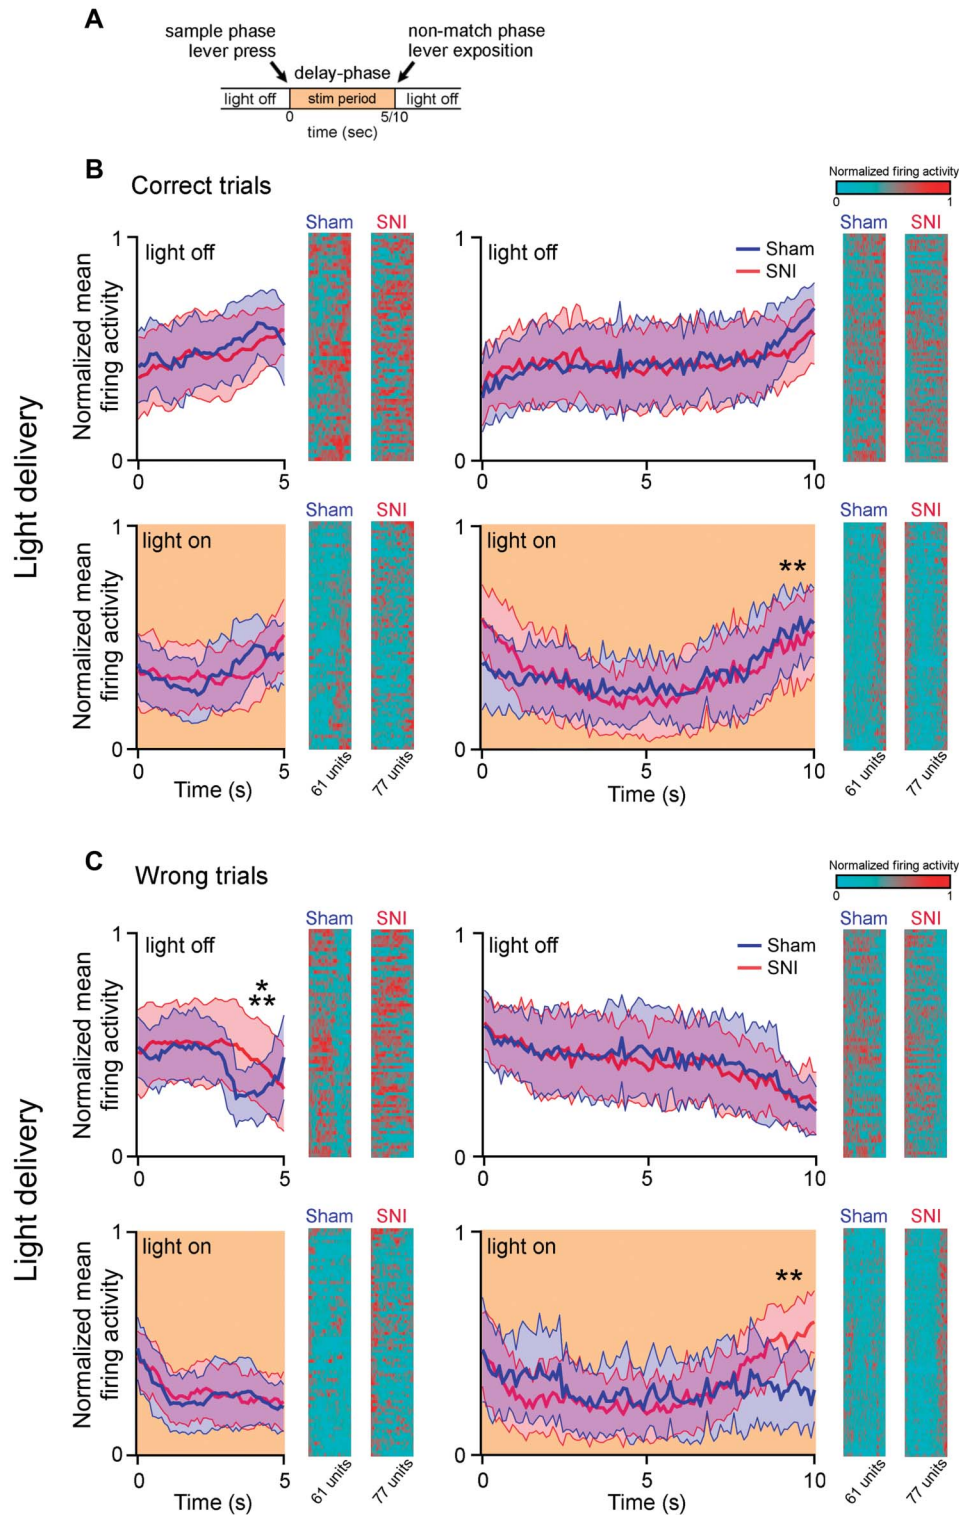 A
sample phase
lever press
non-match phase
lever exposition
delay-phase
light off
stim period
light off
0
5/10
time (sec)
B
Correct trials
Normalized firing activity
0
1
Light delivery
Normalized mean
firing activity
1
light off
0
0
5
Sham
SNI
1
light off
Sham
SNI
0
0
5
10
Sham
SNI
Normalized mean
firing activity
1
light on
0
0
5
Time (s)
Sham
SNI
61 units
77 units
1
light on
**
0
0
5
10
Time (s)
Sham
SNI
61 units
77 units
C
Wrong trials
Normalized firing activity
0
1
Light delivery
Normalized mean
firing activity
1
light off
*
**
0
0
5
Sham
SNI
1
light off
Sham
SNI
0
0
5
10
Sham
SNI
Normalized mean
firing activity
1
light on
0
0
5
Time (s)
Sham
SNI
61 units
77 units
1
light on
**
0
0
5
10
Time (s)
Sham
SNI
61 units
77 units